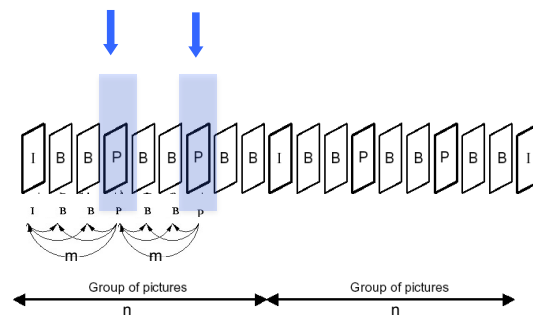 I B B P B B P B B I B B P B B P B B I
I B B P B B P
m m
Group of pictures Group of pictures
n n